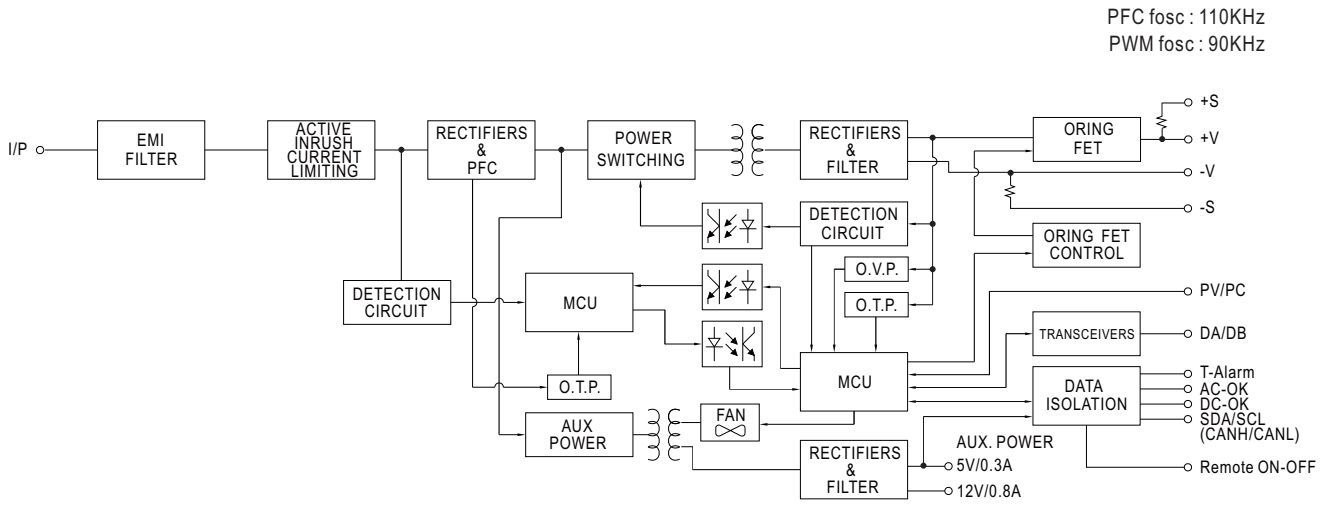 PFC fosc : 110KHz
PWM fosc : 90KHz
I/P
EMI
FILTER
ACTIVE
INRUSH
CURRENT
LIMITING
RECTIFIERS
&
PFC
POWER
SWITCHING
RECTIFIERS
&
FILTER
ORING
FET
+S
+V
-V
-S
DETECTION
CIRCUIT
ORING FET
CONTROL
O.V.P.
O.T.P.
DETECTION
CIRCUIT
MCU
PV/PC
TRANSCEIVERS
DA/DB
O.T.P.
MCU
DATA
ISOLATION
T-Alarm
AC-OK
DC-OK
SDA/SCL
(CANH/CANL)
AUX
POWER
FAN
RECTIFIERS
&
FILTER
AUX. POWER
5V/0.3A
12V/0.8A
Remote ON-OFF